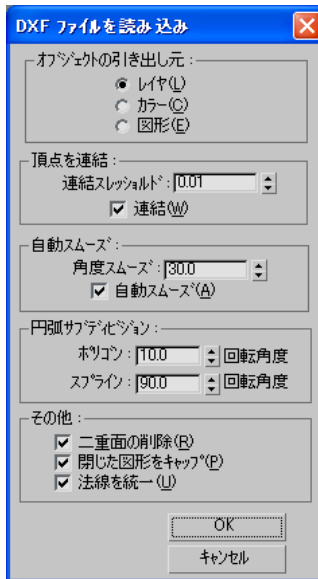 DXF ファイルを読み込み
オブジェクトの引き出し元：
レイヤ(L)
カラー(C)
図形(E)
頂点を連結：
連結スレッショルド： 0.01
連結(W)
自動スムーズ：
角度スムーズ： 30.0
自動スムーズ(A)
円弧サブディビジョン：
ポリゴン： 10.0 回転角度
スプライン： 90.0 回転角度
その他：
二重面の削除(R)
閉じた図形をキャップ(P)
法線を統一(U)
OK
キャンセル